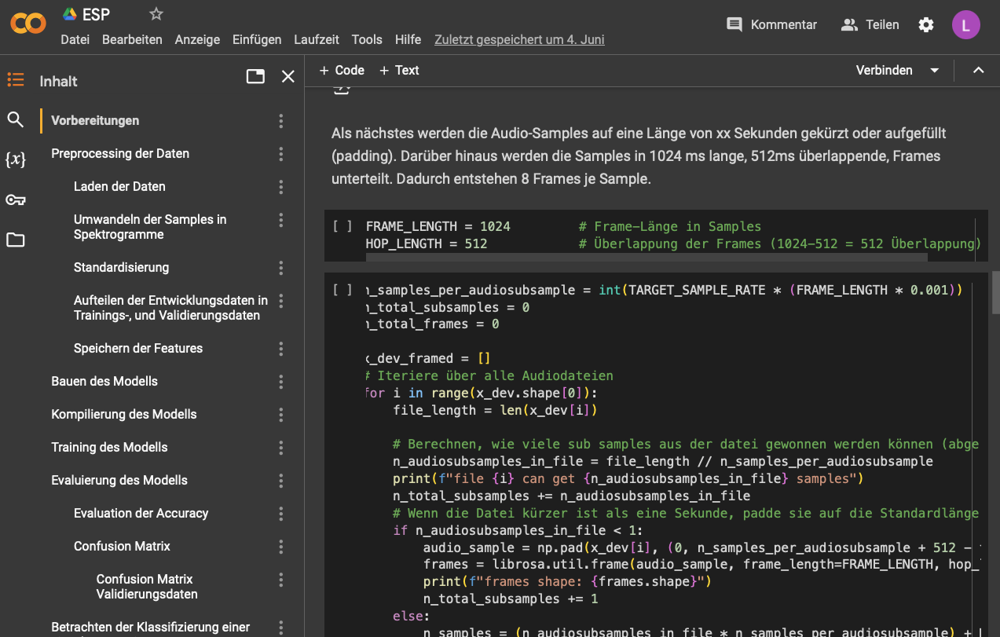 ESP
Datei Bearbeiten Anzeige Einfügen Laufzeit Tools Hilfe Zuletzt gespeichert um 4. Juni
Kommentar
Teilen
L
Inhalt
Vorbereitungen
Preprocessing der Daten
Laden der Daten
Umwandeln der Samples in
Spektrogramme
Standardisierung
Aufteilen der Entwicklungsdaten in
Trainings-, und Validierungsdaten
Speichern der Features
Bauen des Modells
Kompilierung des Modells
Training des Modells
Evaluierung des Modells
Evaluation der Accuracy
Confusion Matrix
Confusion Matrix
Validierungsdaten
Betrachten der Klassifizierung einer
{x}
+ Code + Text
Verbinden
Als nächstes werden die Audio-Samples auf eine Länge von xx Sekunden gekürzt oder aufgefüllt
(padding). Darüber hinaus werden die Samples in 1024 ms lange, 512ms überlappende, Frames
unterteilt. Dadurch entstehen 8 Frames je Sample.
[ ] FRAME_LENGTH = 1024 # Frame-Länge in Samples
HOP_LENGTH = 512 # Überlappung der Frames (1024-512 = 512 Überlappung)
[ ] n_samples_per_audiosubsample = int(TARGET_SAMPLE_RATE * (FRAME_LENGTH * 0.001))
n_total_subsamples = 0
n_total_frames = 0
x_dev_framed = []
# Iteriere über alle Audiodateien
for i in range(x_dev.shape[0]):
file_length = len(x_dev[i])
# Berechnen, wie viele sub samples aus der datei gewonnen werden können (abge
n_audiosubsamples_in_file = file_length // n_samples_per_audiosubsample
print(f"file {i} can get {n_audiosubsamples_in_file} samples")
n_total_subsamples += n_audiosubsamples_in_file
# Wenn die Datei kürzer ist als eine Sekunde, padde sie auf die Standardlänge
if n_audiosubsamples_in_file < 1:
audio_sample = np.pad(x_dev[i], (0, n_samples_per_audiosubsample + 512 -
frames = librosa.util.frame(audio_sample, frame_length=FRAME_LENGTH, hop_
print(f"frames shape: {frames.shape}")
n_total_subsamples += 1
else:
n_samples = (n_audiosubsamples_in_file * n_samples_per_audiosubsample) +